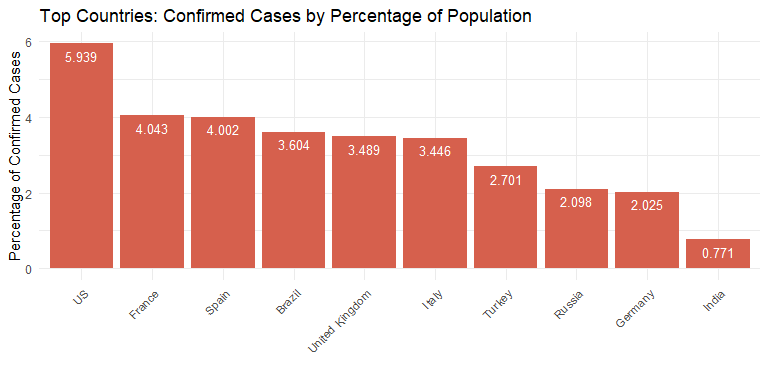 Top Countries: Confirmed Cases by Percentage of Population
Percentage of Confirmed Cases
6
4
2
0
5.939
4.043
4.002
3.604
3.489
3.446
2.701
2.098
2.025
0.771
US
France
Spain
Brazil
United Kingdom
Italy
Turkey
Russia
Germany
India